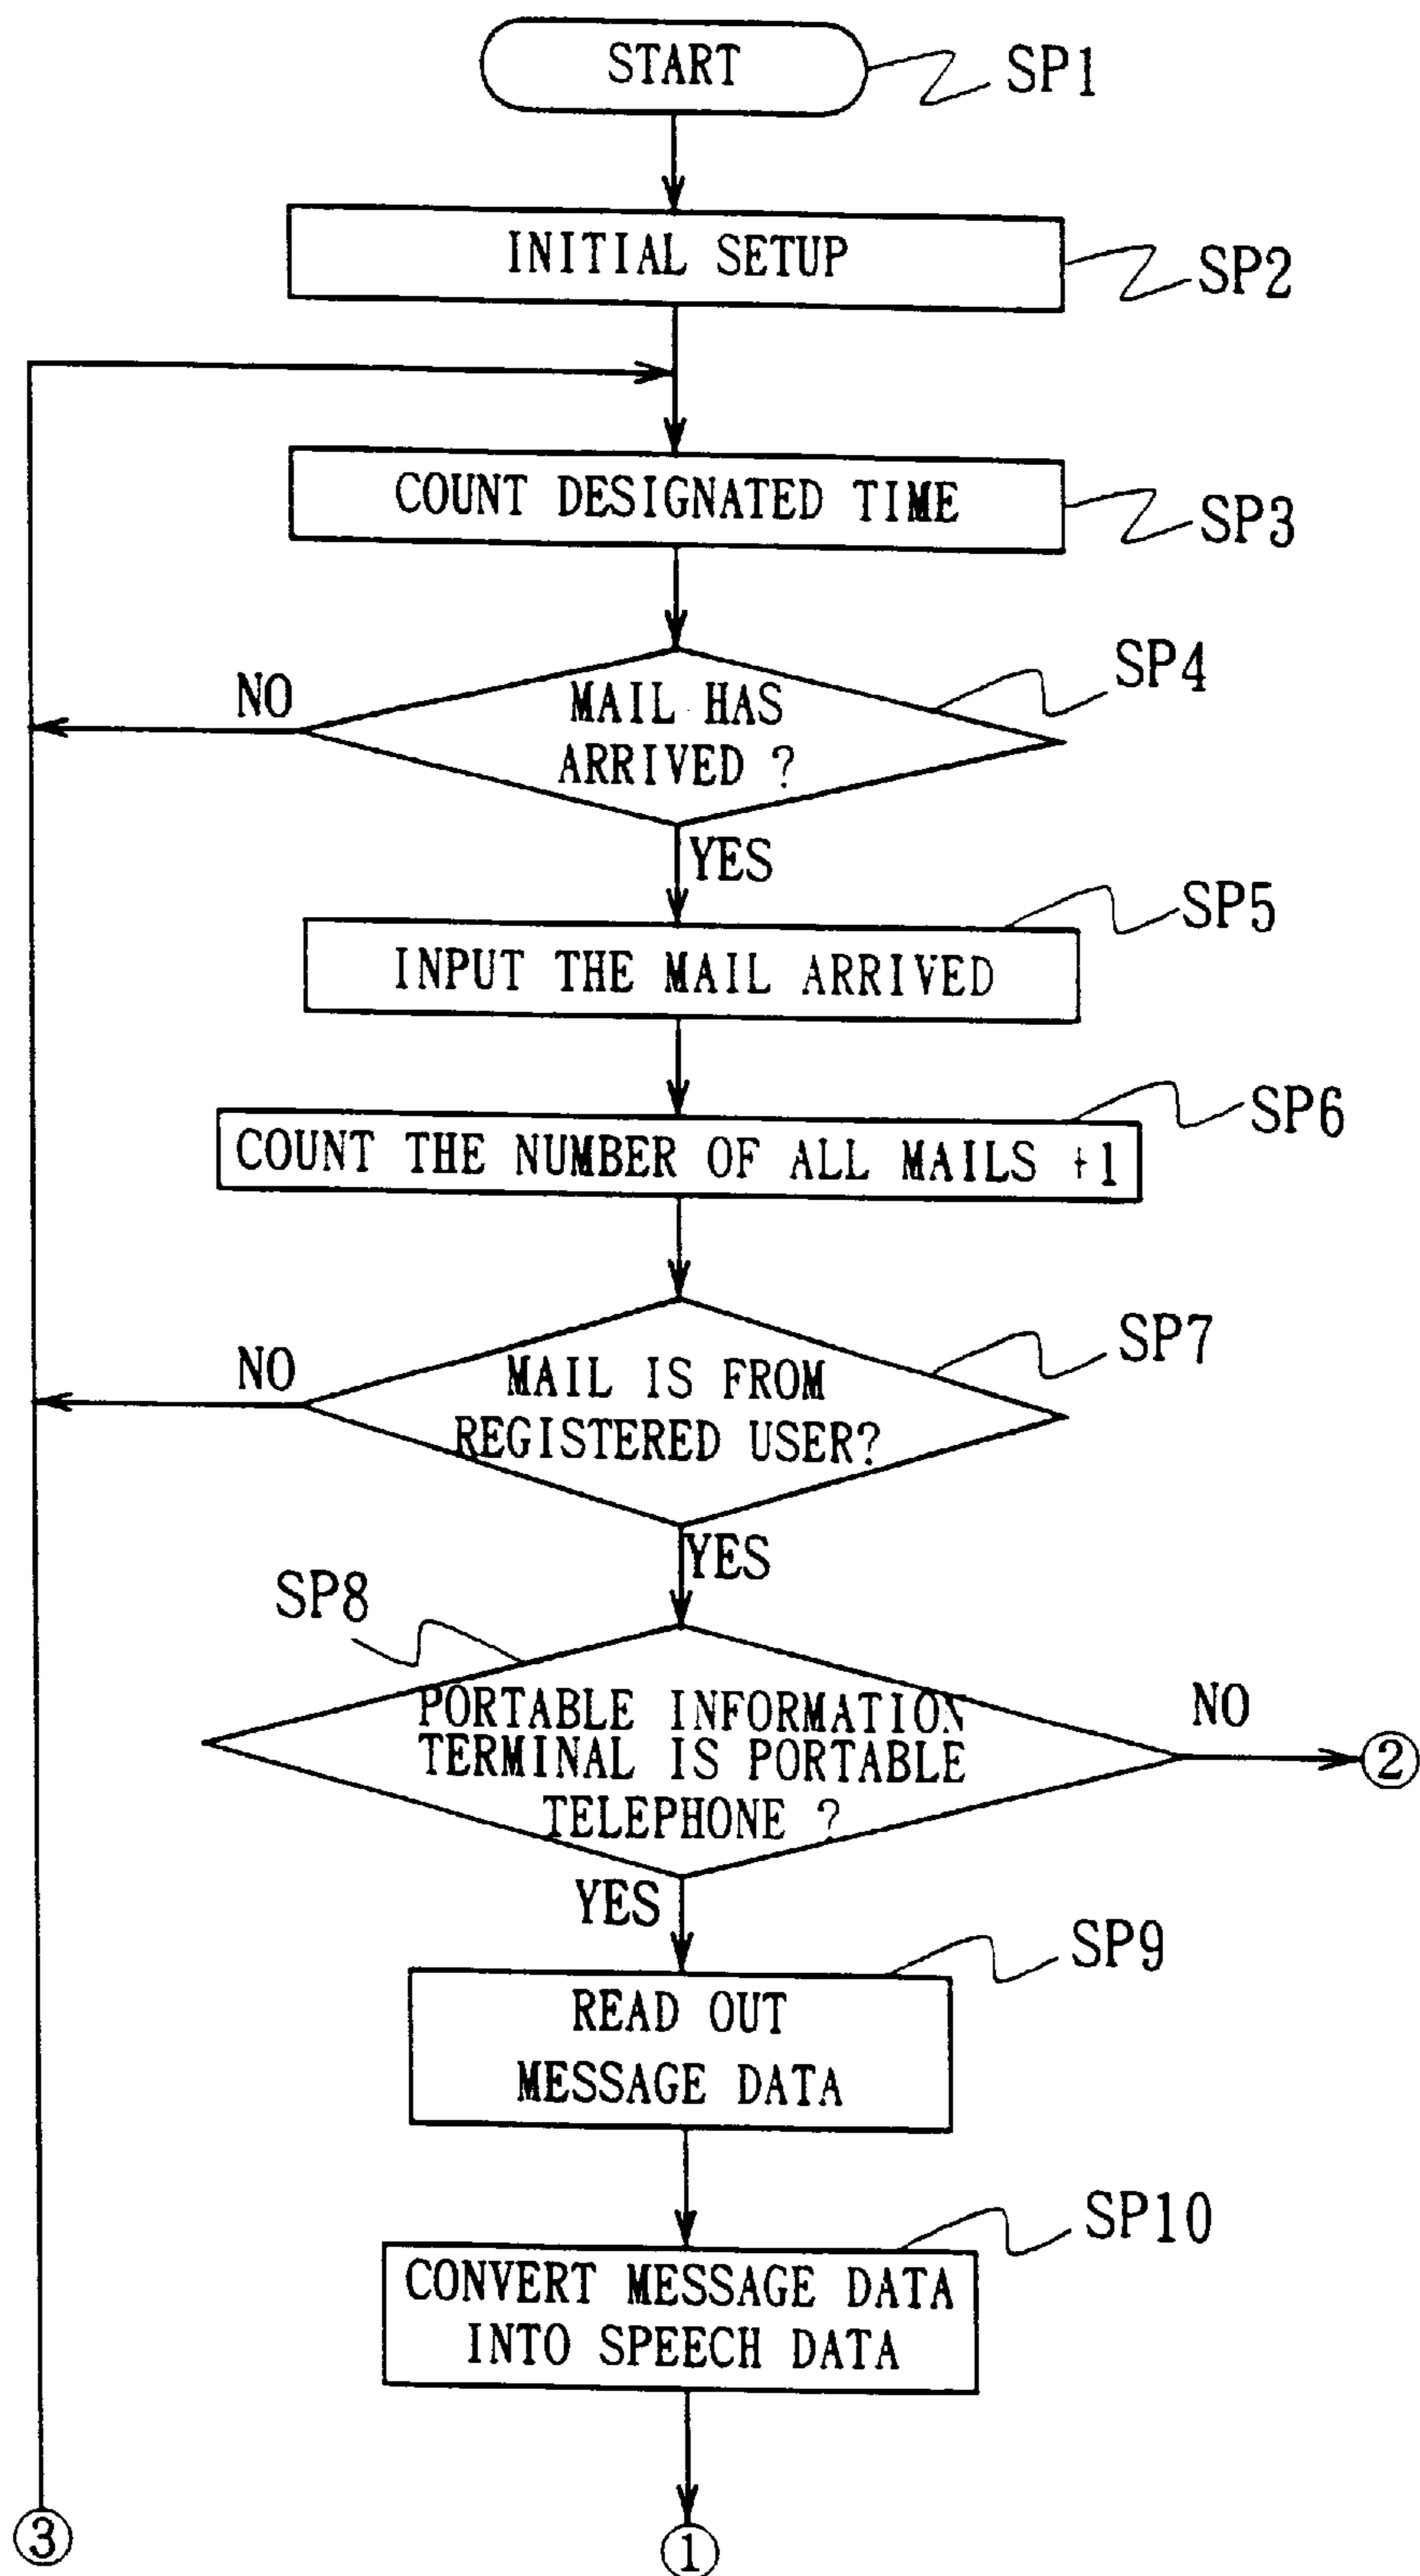 START
SP1
INITIAL SETUP
SP2
COUNT DESIGNATED TIME
SP3
SP4
NO
MAIL HAS
ARRIVED ?
YES
SP5
INPUT THE MAIL ARRIVED
SP6
COUNT THE NUMBER OF ALL MAILS +1
SP7
NO
MAIL IS FROM
REGISTERED USER?
YES
SP8
PORTABLE INFORMATION
TERMINAL IS PORTABLE
TELEPHONE ?
NO
②
YES
SP9
READ OUT
MESSAGE DATA
SP10
CONVERT MESSAGE DATA
INTO SPEECH DATA
③
①